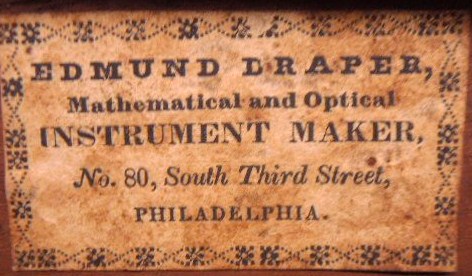 EDMUND DRAPER,
Mathematical and Optical
INSTRUMENT MAKER,
No. 80, South Third Street,
PHILADELPHIA.